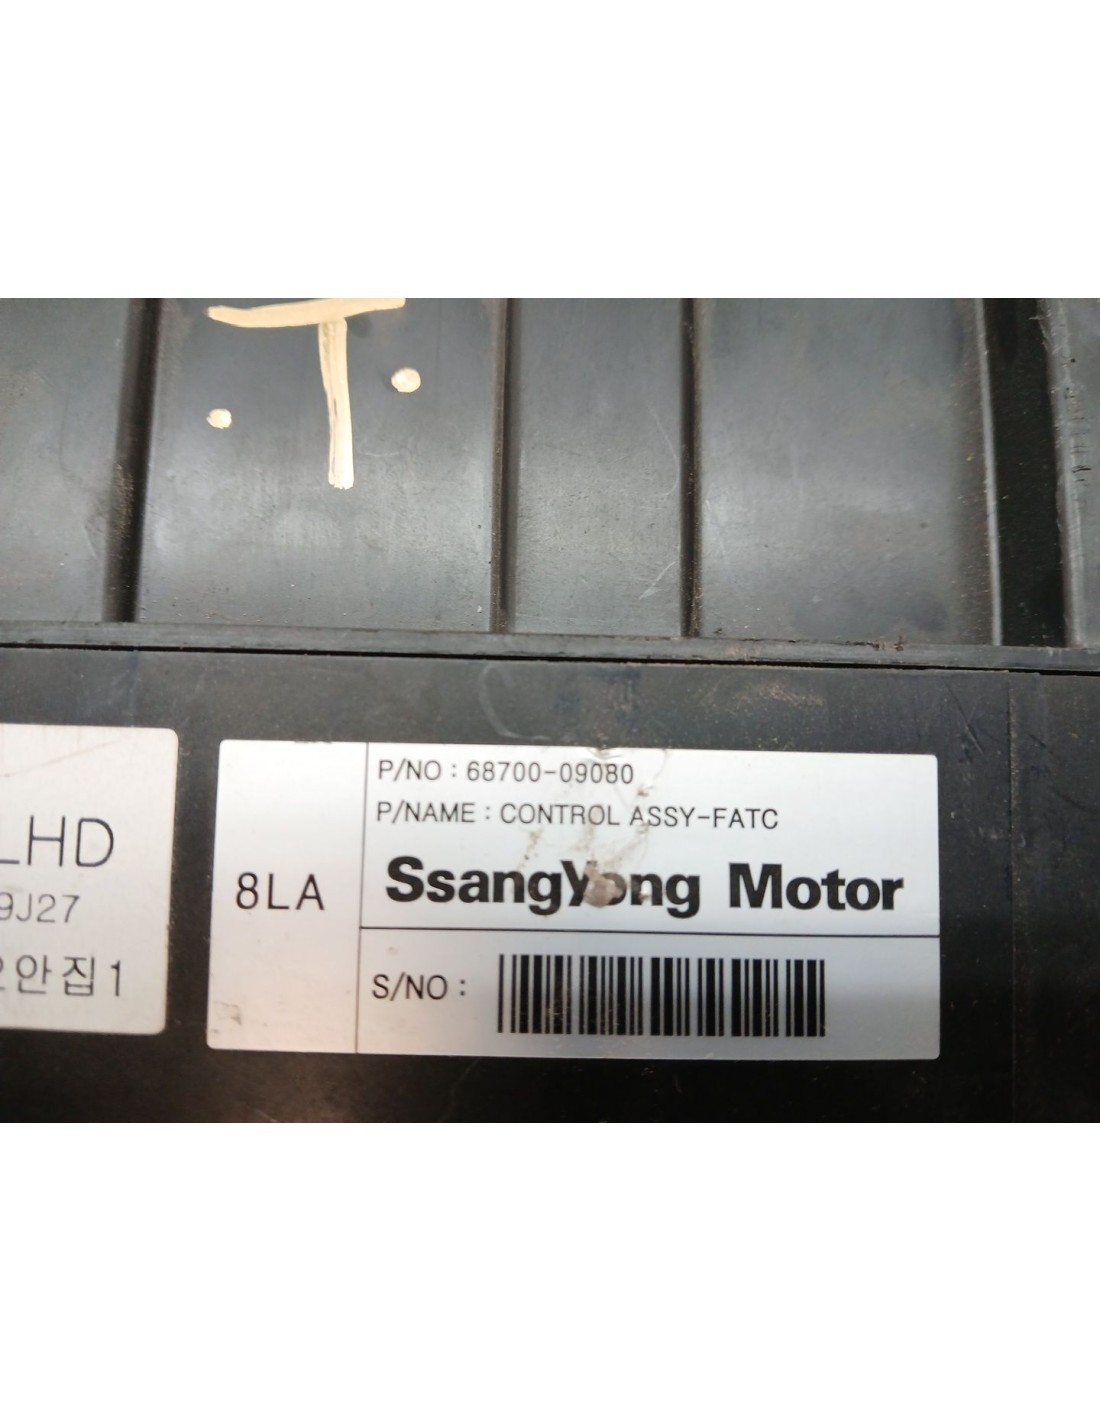 T
LHD
9J27
안집1
8LA
P/NO : 68700-09080
P/NAME : CONTROL ASSY-FATC
SsangYong Motor
S/NO :